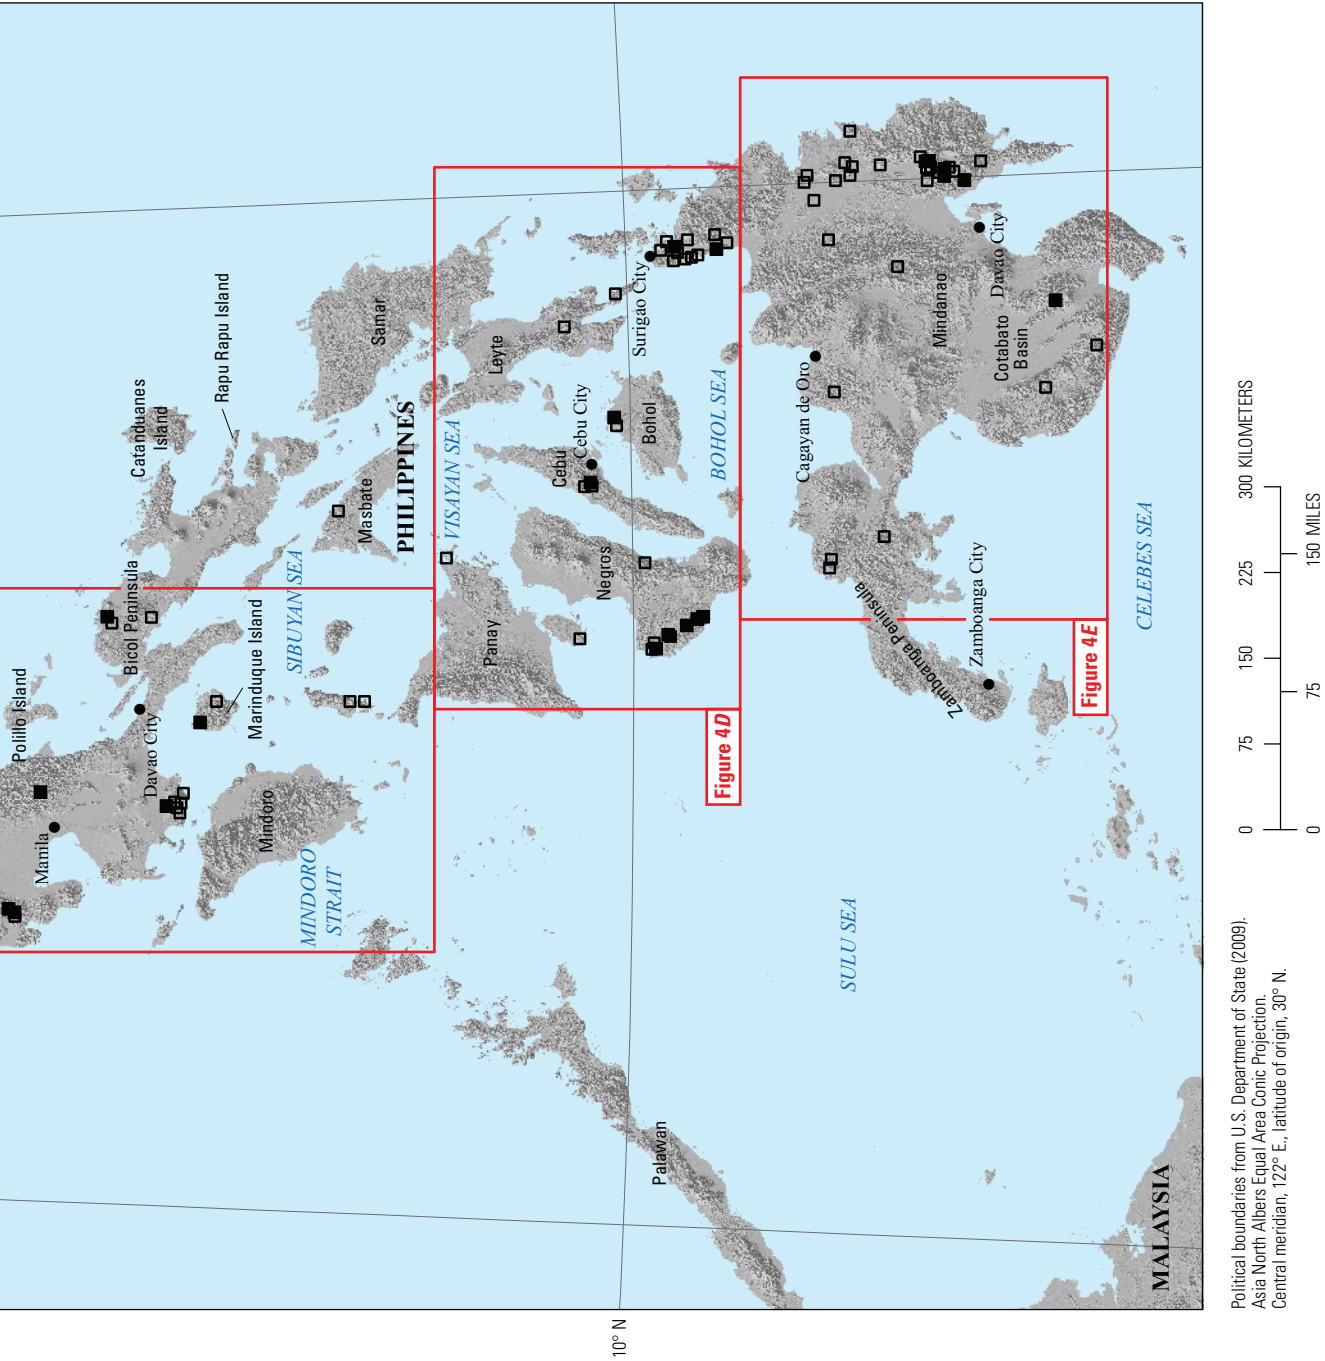 Polillo Island
Manila
Davao City
Bicol Peninsula
Catanduanes
Island
Rapu Rapu Island
Marinduque Island
SIBUYAN SEA
Mindoro
MINDORO
STRAIT
Masbate
Samar
PHILIPPINES
VISAYAN SEA
Panay
Leyte
Cebu
Cebu City
Negros
Bohol
Surigao City
BOHOL SEA
10° N
Palawan
Figure 4D
SULU SEA
Cagayan de Oro
Mindanao
Davao City
Cotabato
Basin
Zamboanga Peninsula
Zamboanga City
Figure 4E
CELEBES SEA
MALAYSIA
0 75 150 225 300 KILOMETERS
0 75 150 MILES
Political boundaries from U.S. Department of State (2009).
Asia North Albers Equal Area Conic Projection.
Central meridian, 122° E., latitude of origin, 30° N.